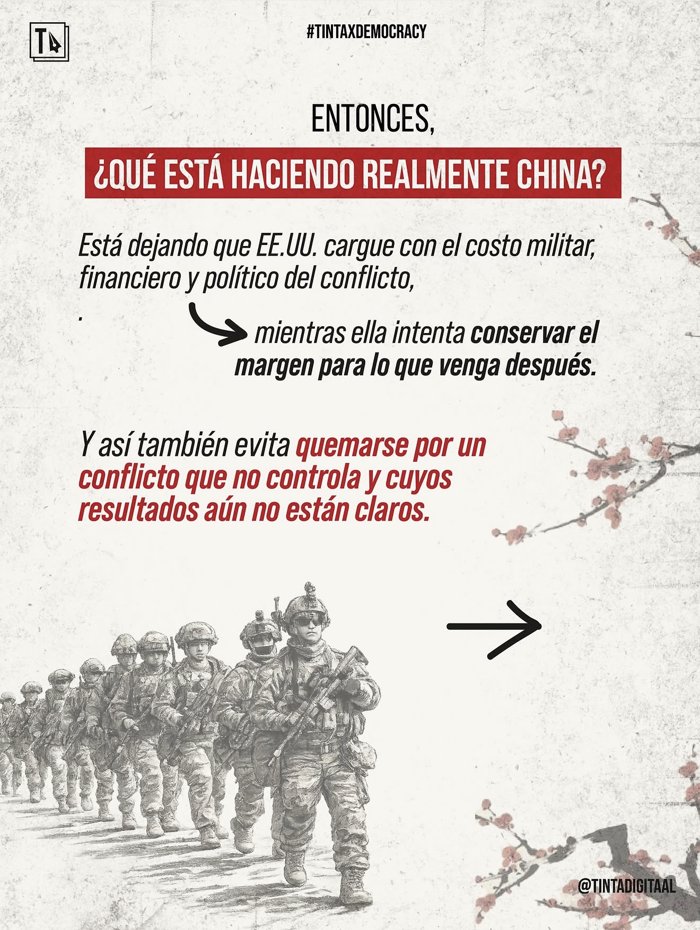 T
#TINTAXDEMOCRACY
ENTONCES,
¿QUÉ ESTÁ HACIENDO REALMENTE CHINA?
Está dejando que EE.UU. cargue con el costo militar,
financiero y político del conflicto,
.
mientras ella intenta conservar el
margen para lo que venga después.
Y así también evita quemarse por un
conflicto que no controla y cuyos
resultados aún no están claros.
@TINTADIGITAAL